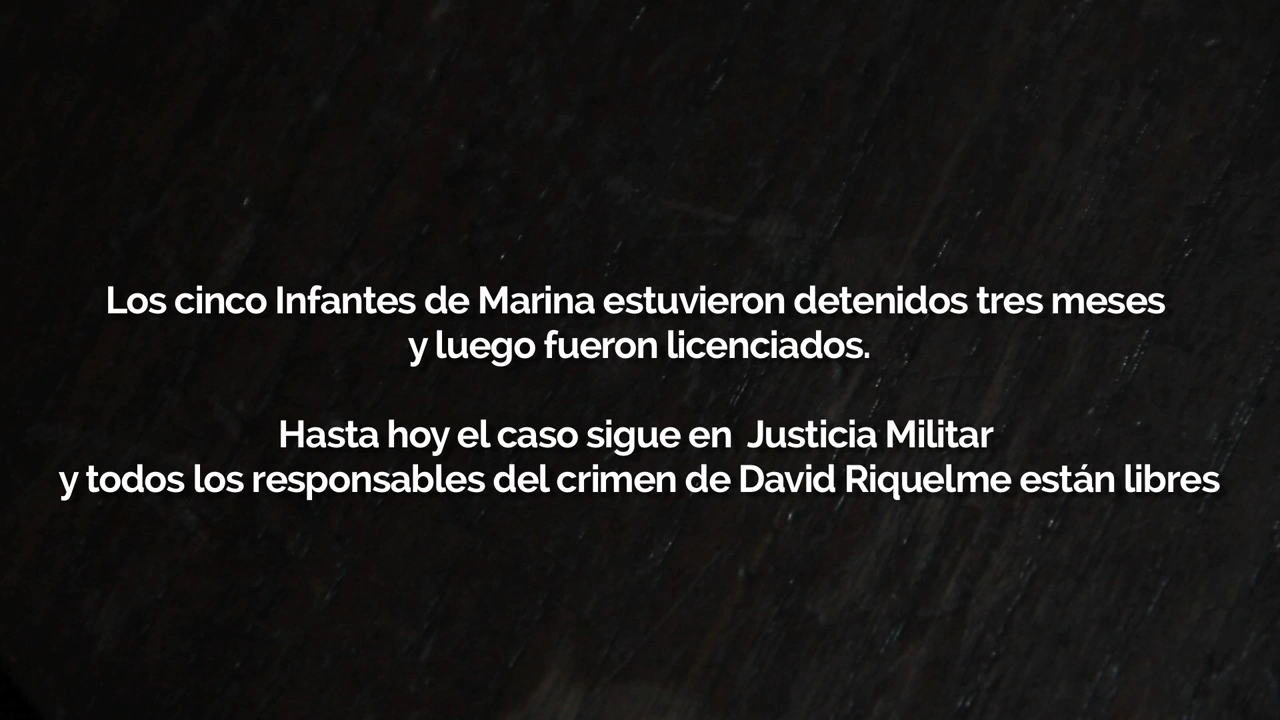 Los cinco Infantes de Marina estuvieron detenidos tres meses
y luego fueron licenciados.
Hasta hoy el caso sigue en  Justicia Militar
y todos los responsables del crimen de David Riquelme están libres